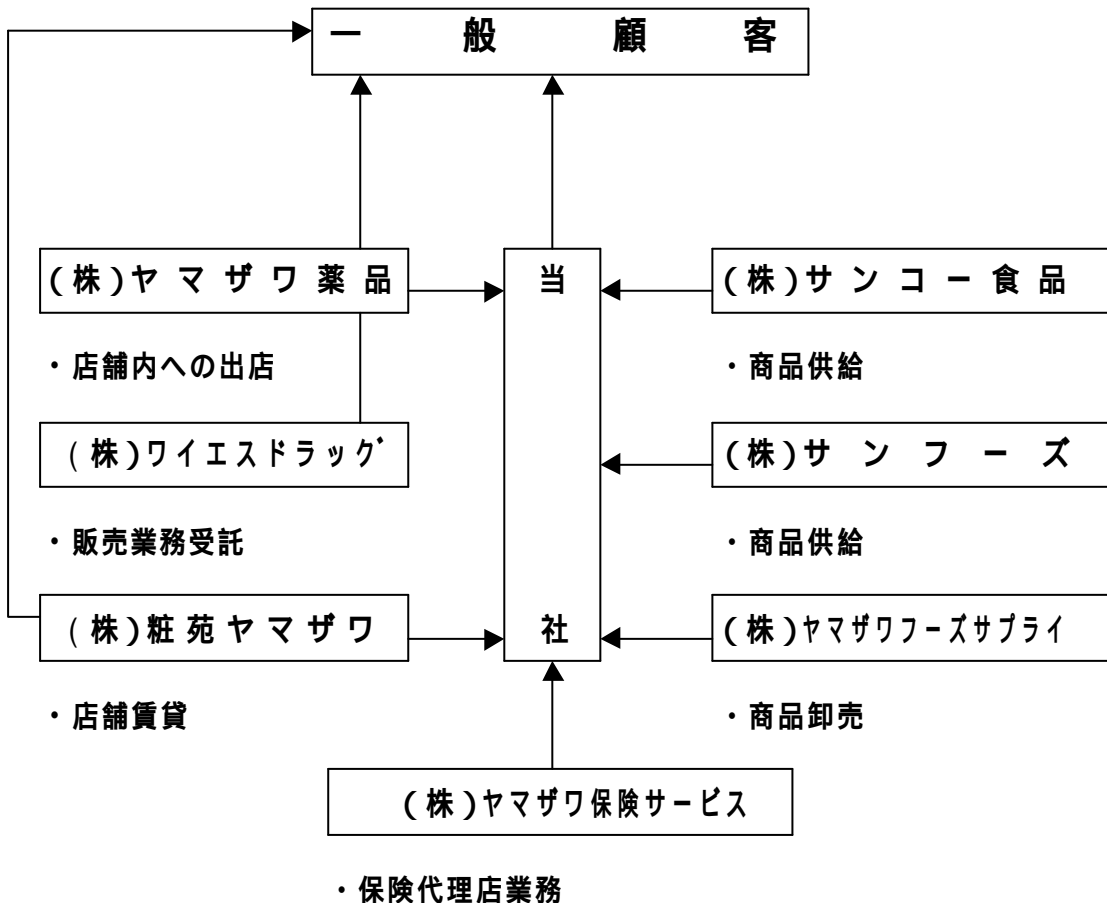 一般顧客
(株)ヤマザワ薬品
当社
(株)サンコー食品
・店舗内への出店
・商品供給
(株)ワイエスドラッグ
(株)サンフーズ
・販売業務受託
・商品供給
(株)粧苑ヤマザワ
(株)ヤマザワフーズサプライ
・店舗賃貸
・商品卸売
(株)ヤマザワ保険サービス
・保険代理店業務